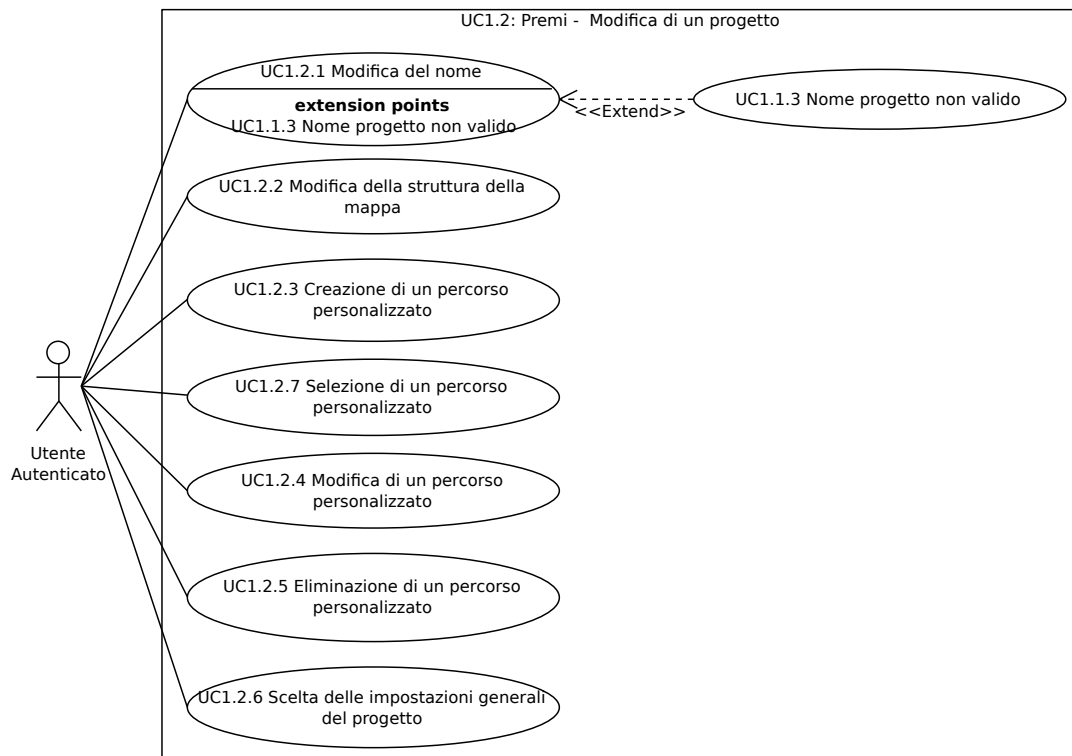 UC1.2: Premi - Modifica di un progetto
UC1.2.1 Modifica del nome
extension points
UC1.1.3 Nome progetto non valido
<<Extend>>
UC1.1.3 Nome progetto non valido
UC1.2.2 Modifica della struttura della
mappa
UC1.2.3 Creazione di un percorso
personalizzato
UC1.2.7 Selezione di un percorso
personalizzato
Utente
Autenticato
UC1.2.4 Modifica di un percorso
personalizzato
UC1.2.5 Eliminazione di un percorso
personalizzato
UC1.2.6 Scelta delle impostazioni generali
del progetto